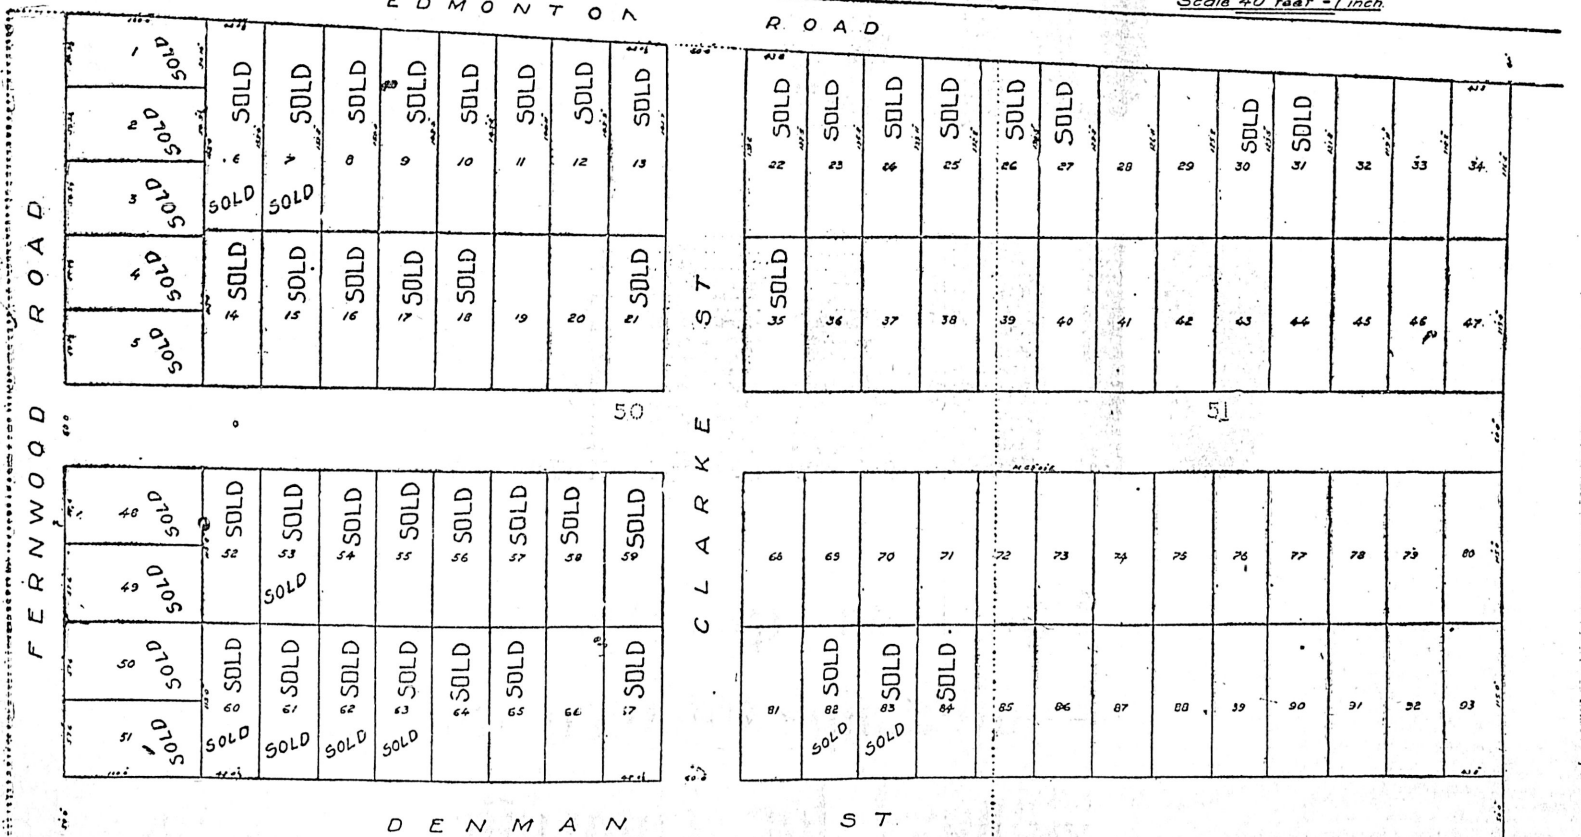 EDMONTON ROAD
Scale 40 feet = 1 inch.
FERNWOOD ROAD
CLARKE ST
1 SOLD
2 SOLD
3 SOLD
4 SOLD
5 SOLD
SOLD SOLD SOLD SOLD SOLD SOLD SOLD SOLD
6 7 8 9 10 11 12 13
SOLD SOLD
SOLD SOLD SOLD SOLD SOLD SOLD
14 15 16 17 18 19 20 21
SOLD SOLD SOLD SOLD SOLD SOLD SOLD SOLD
22 23 24 25 26 27 28 29 30 31 32 33 34
SOLD
35 36 37 38 39 40 41 42 43 44 45 46 47
50
51
48 SOLD
49 SOLD
50 SOLD
51 SOLD
SOLD SOLD SOLD SOLD SOLD SOLD SOLD SOLD
52 53 54 55 56 57 58 59
SOLD
SOLD SOLD SOLD SOLD SOLD SOLD SOLD
60 61 62 63 64 65 66 67
SOLD SOLD SOLD SOLD
68 69 70 71 72 73 74 75 76 77 78 79 80
SOLD SOLD SOLD
81 82 83 84 85 86 87 88 89 90 91 92 93
SOLD SOLD
DENMAN ST.